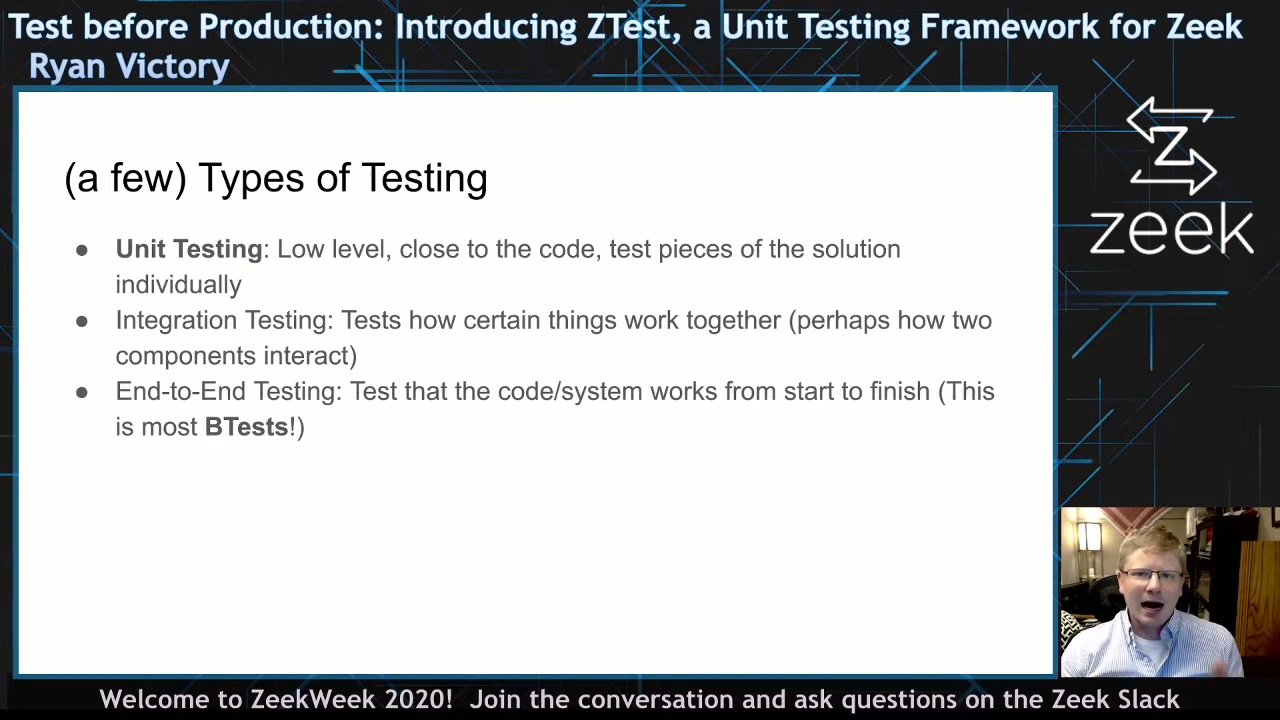 Test before Production: Introducing ZTest, a Unit Testing Framework for Zeek
Ryan Victory
(a few) Types of Testing
● Unit Testing: Low level, close to the code, test pieces of the solution
individually
● Integration Testing: Tests how certain things work together (perhaps how two
components interact)
● End-to-End Testing: Test that the code/system works from start to finish (This
is most BTests!)
Z
zeek
Welcome to ZeekWeek 2020! Join the conversation and ask questions on the Zeek Slack